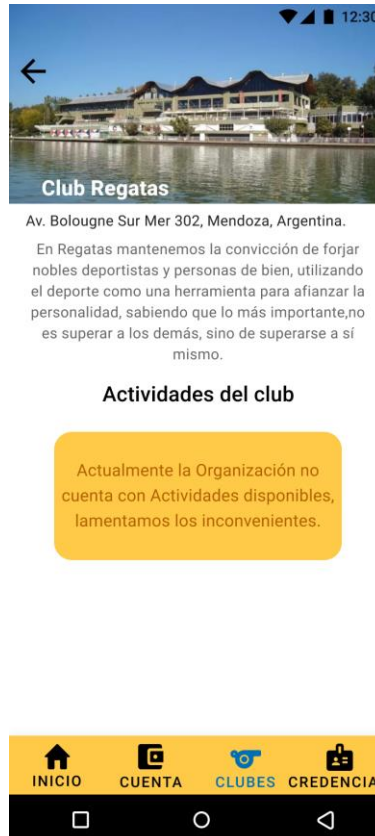 12:30
Club Regatas
Av. Bolougne Sur Mer 302, Mendoza, Argentina.
En Regatas mantenemos la convicción de forjar
nobles deportistas y personas de bien, utilizando
el deporte como una herramienta para afianzar la
personalidad, sabiendo que lo más importante,no
es superar a los demás, sino de superarse a sí
mismo.
Actividades del club
Actualmente la Organización no
cuenta con Actividades disponibles,
lamentamos los inconvenientes.
INICIO CUENTA CLUBES CREDENCIA